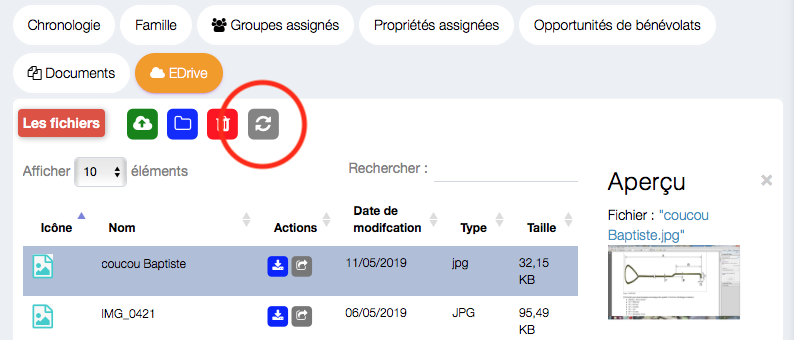 Chronologie Famille Groupes assignés Propriétés assignées Opportunités de bénévolats
Documents EDrive
Les fichiers
Afficher 10 éléments Rechercher :
Aperçu ×
Fichier : "coucou
Baptiste.jpg"
Icône Nom Actions Date de
modifcation Type Taille
coucou Baptiste 11/05/2019 jpg 32,15
KB
IMG_0421 06/05/2019 JPG 95,49
KB